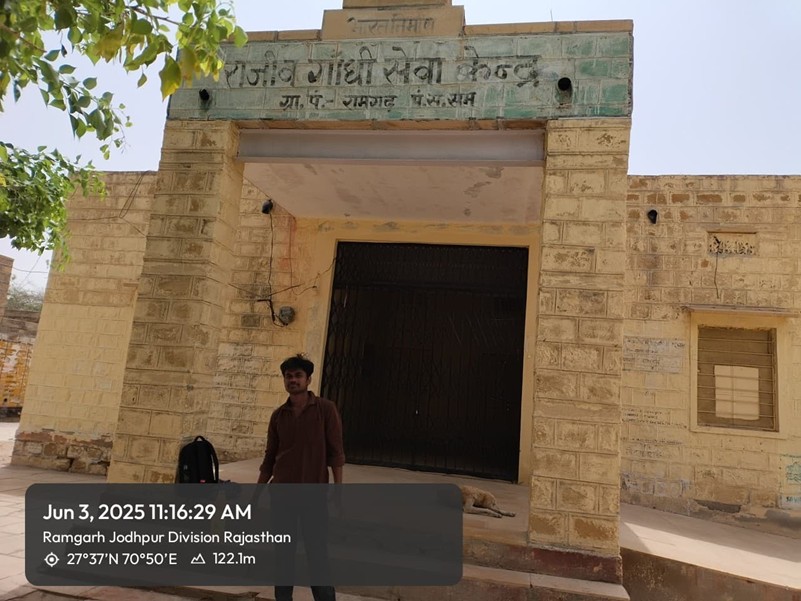 भारत निर्माण
राजीव गांधी सेवा केन्द्र
ग्रा. पं.- रामगढ़ पं.स.सम
Jun 3, 2025 11:16:29 AM
Ramgarh Jodhpur Division Rajasthan
27°37'N 70°50'E 122.1m